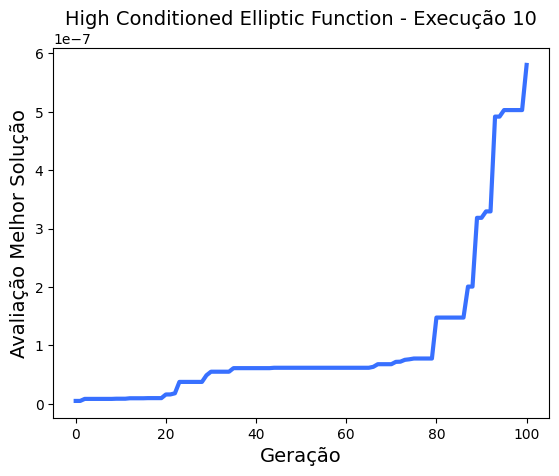 High Conditioned Elliptic Function - Execução 10
1e−7
6
5
4
3
2
1
0
Avaliação Melhor Solução
0 20 40 60 80 100
Geração